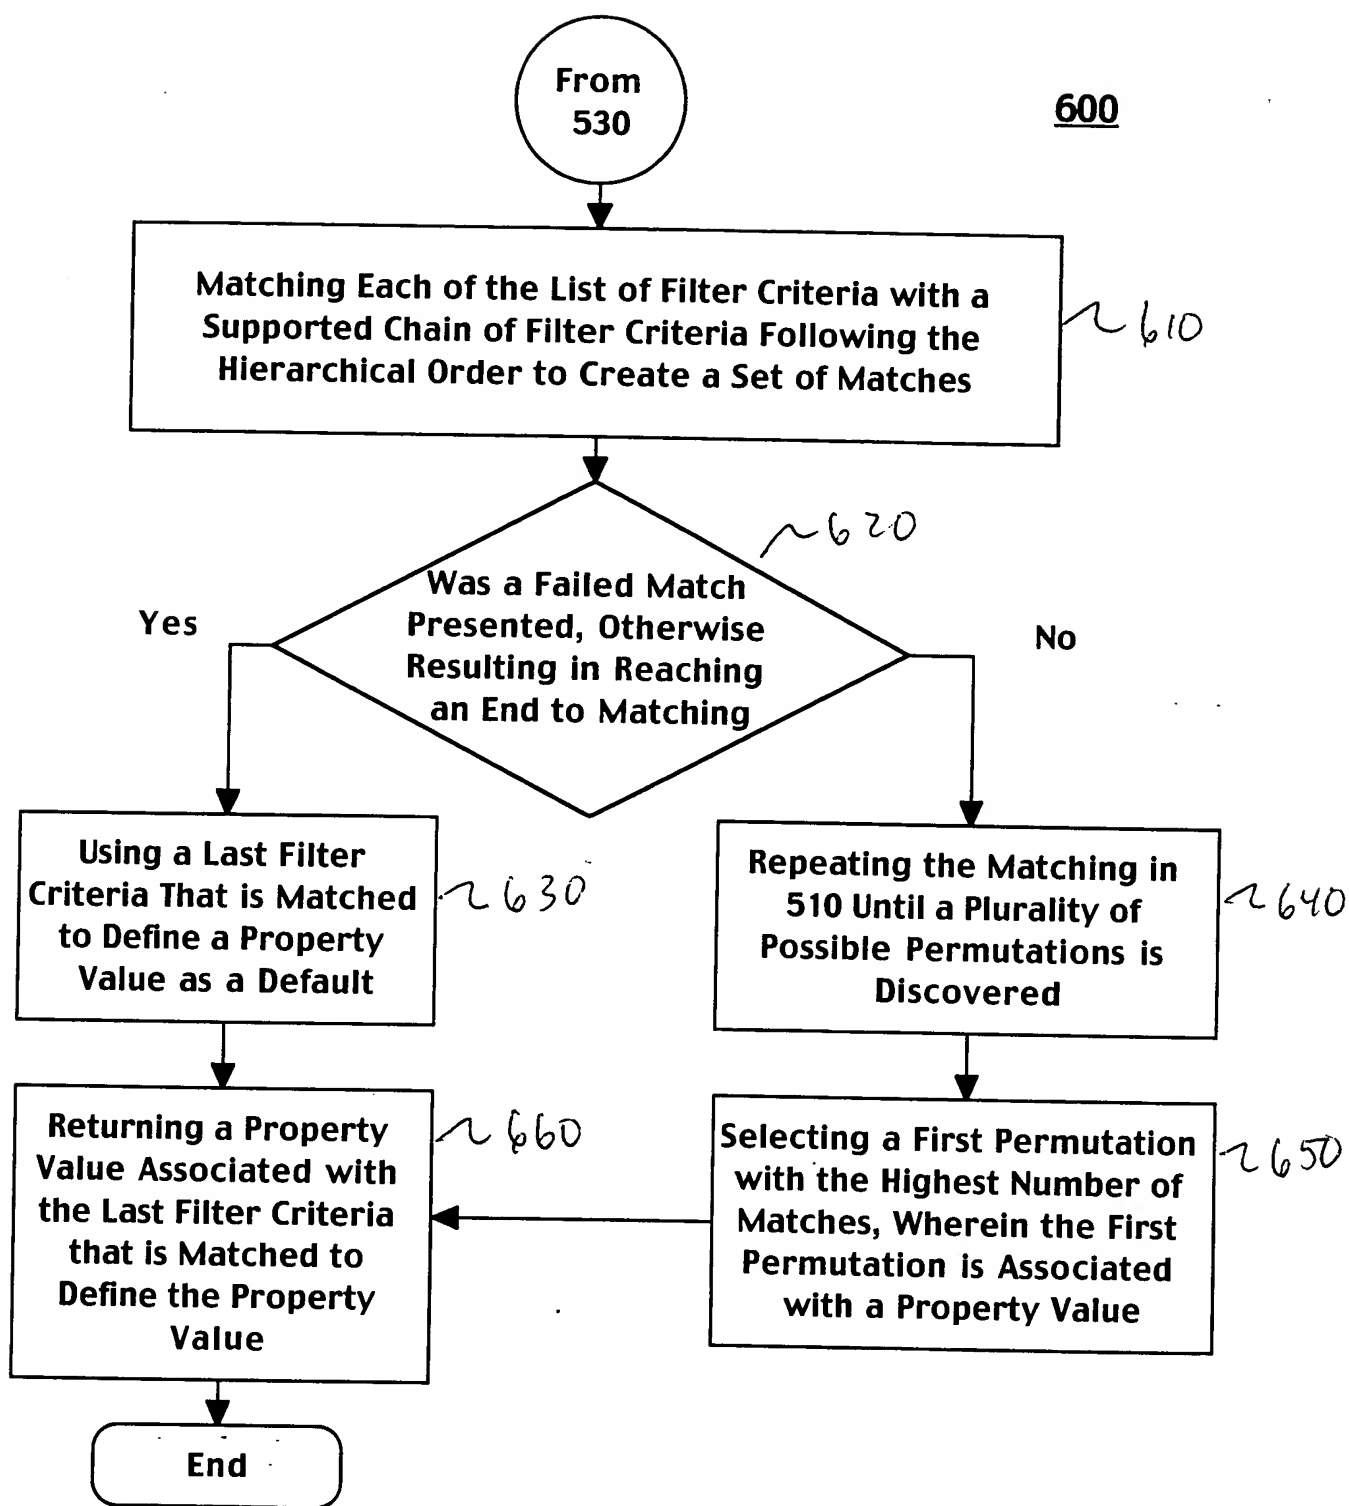 From
530
600
Matching Each of the List of Filter Criteria with a
Supported Chain of Filter Criteria Following the
Hierarchical Order to Create a Set of Matches
610
620
Was a Failed Match
Presented, Otherwise
Resulting in Reaching
an End to Matching
Yes
No
Using a Last Filter
Criteria That is Matched
to Define a Property
Value as a Default
630
Repeating the Matching in
510 Until a Plurality of
Possible Permutations is
Discovered
640
Returning a Property
Value Associated with
the Last Filter Criteria
that is Matched to
Define the Property
Value
660
Selecting a First Permutation
with the Highest Number of
Matches, Wherein the First
Permutation is Associated
with a Property Value
650
End